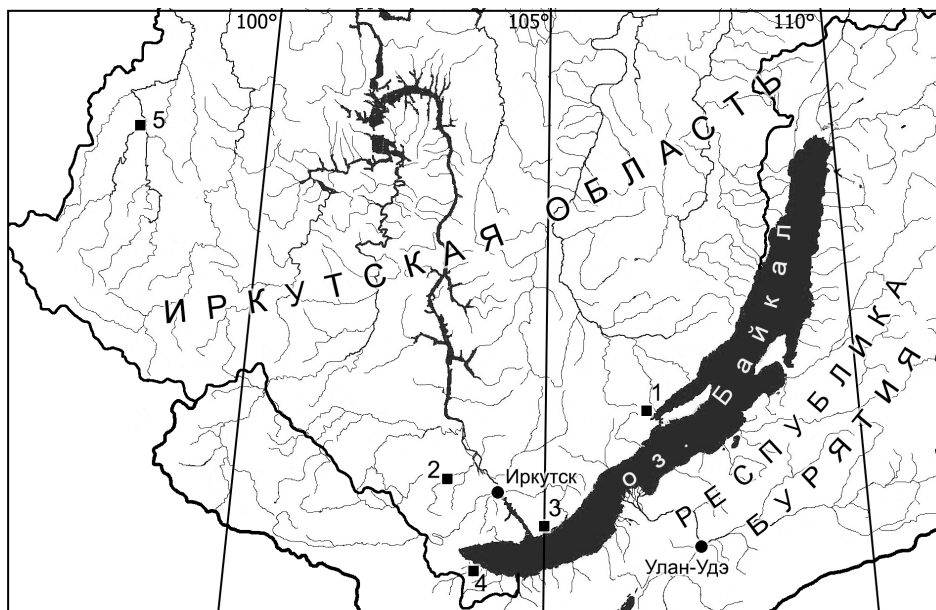 100° 105° 110°
5
ИРКУТСКАЯ ОБЛАСТЬ
оз. Байкал
РЕСПУБЛИКА
БУРЯТИЯ
1
2
Иркутск
3
4
Улан-Удэ